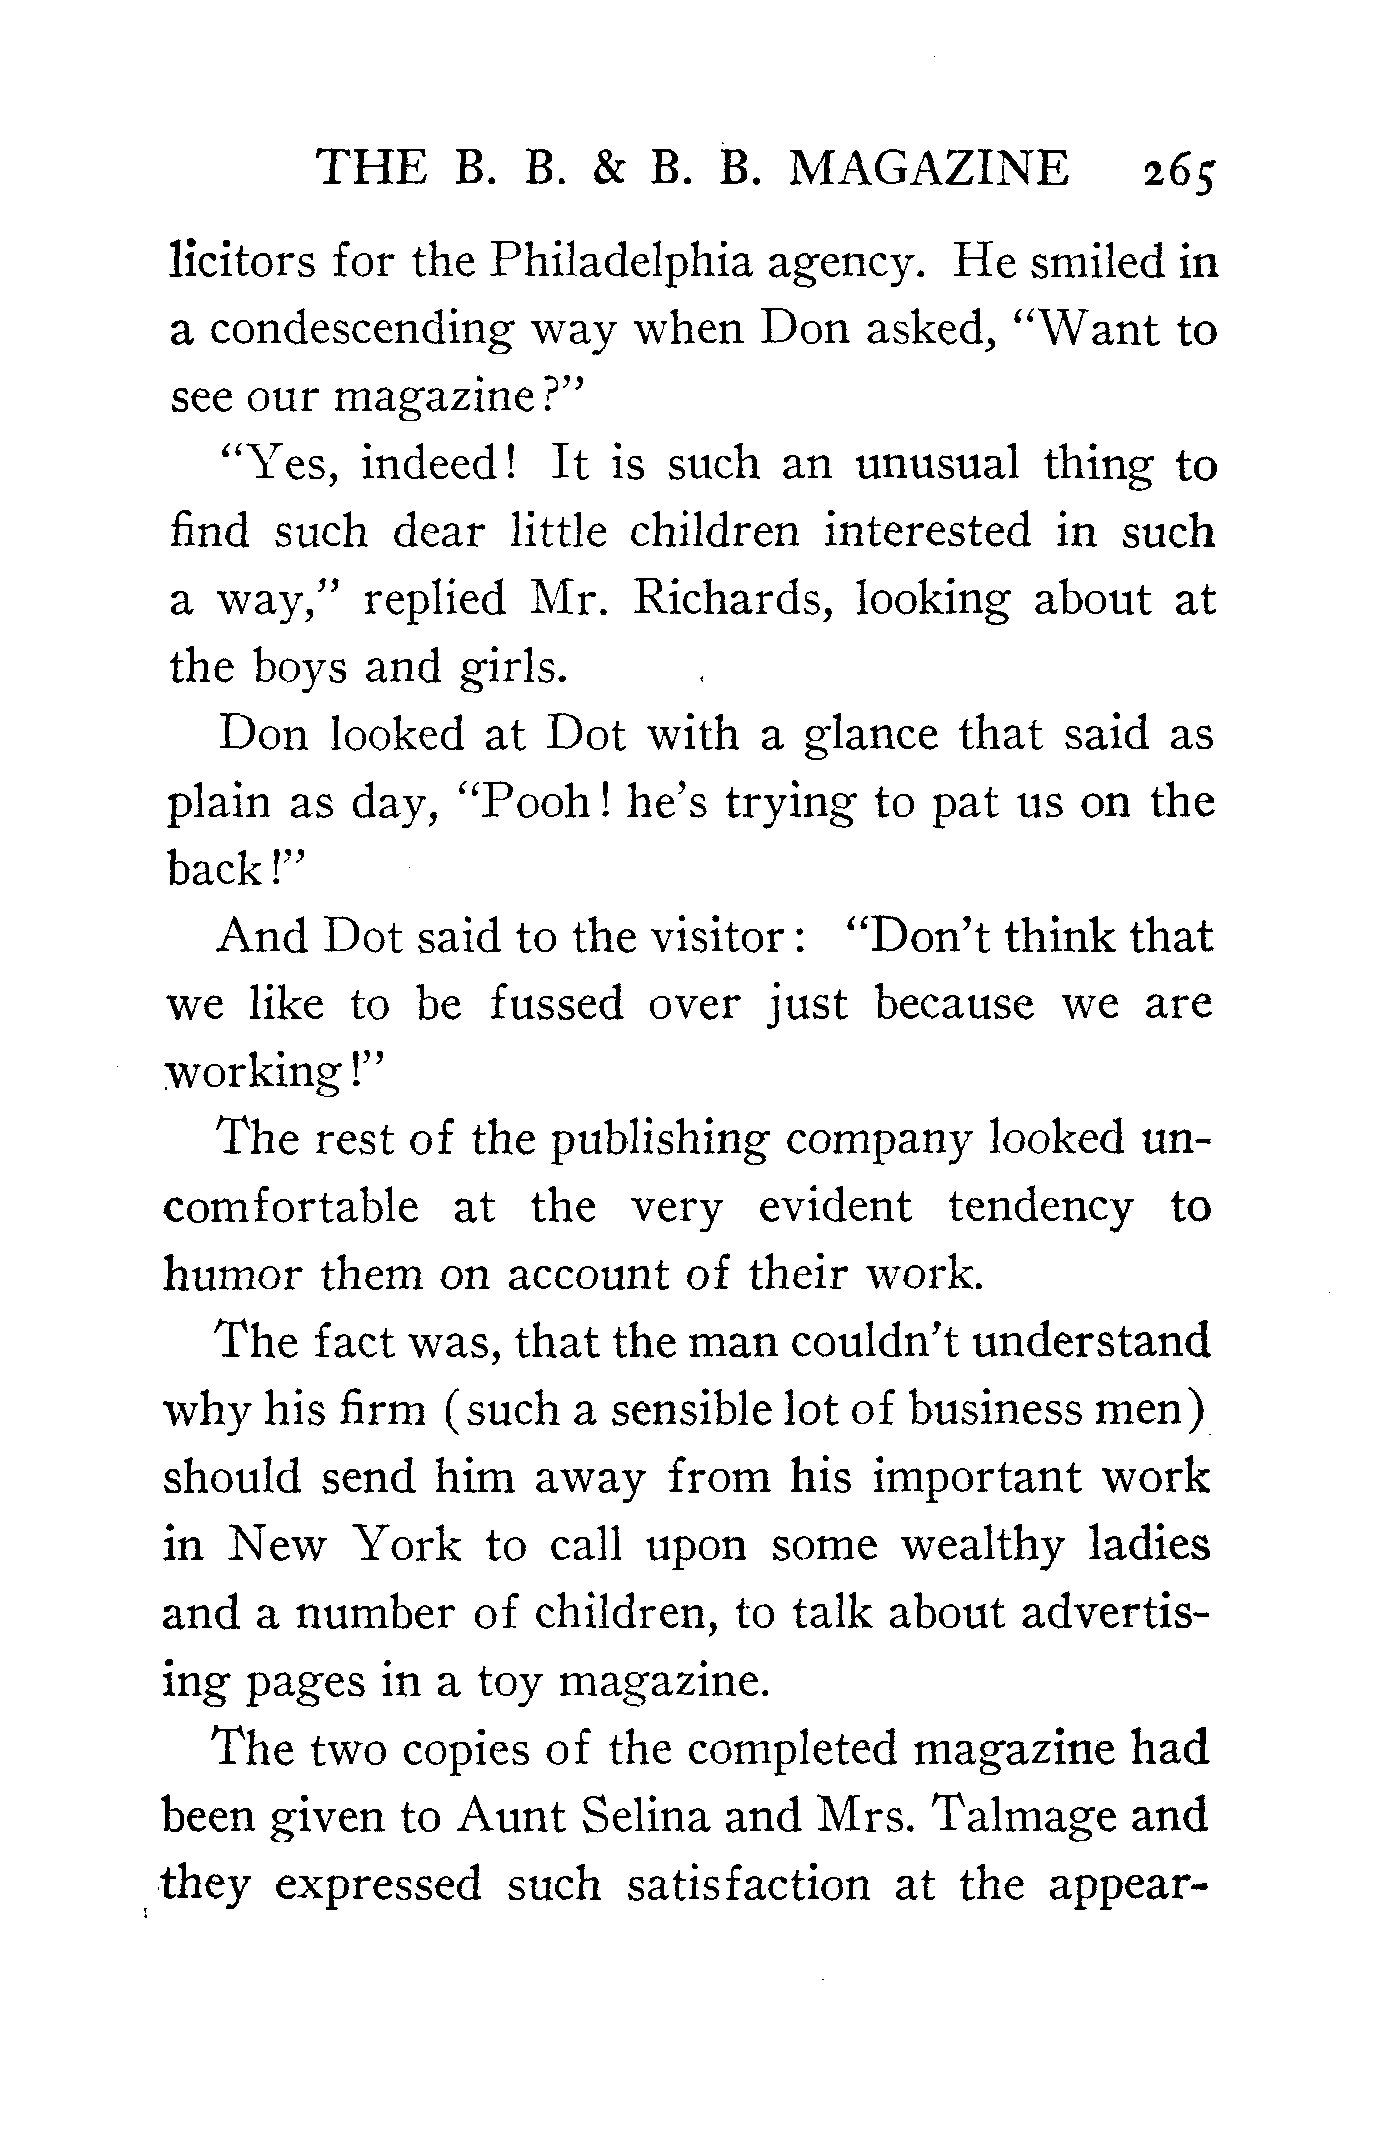 THE B. B. & B. B. MAGAZINE 265
licitors for the Philadelphia agency. He smiled in
a condescending way when Don asked, “Want to
see our magazine?”
“Yes, indeed! It is such an unusual thing to
find such dear little children interested in such
a way,” replied Mr. Richards, looking about at
the boys and girls.
Don looked at Dot with a glance that said as
plain as day, “Pooh! he’s trying to pat us on the
back!”
And Dot said to the visitor: “Don’t think that
we like to be fussed over just because we are
working!”
The rest of the publishing company looked un-
comfortable at the very evident tendency to
humor them on account of their work.
The fact was, that the man couldn’t understand
why his firm (such a sensible lot of business men)
should send him away from his important work
in New York to call upon some wealthy ladies
and a number of children, to talk about advertis-
ing pages in a toy magazine.
The two copies of the completed magazine had
been given to Aunt Selina and Mrs. Talmage and
they expressed such satisfaction at the appear-